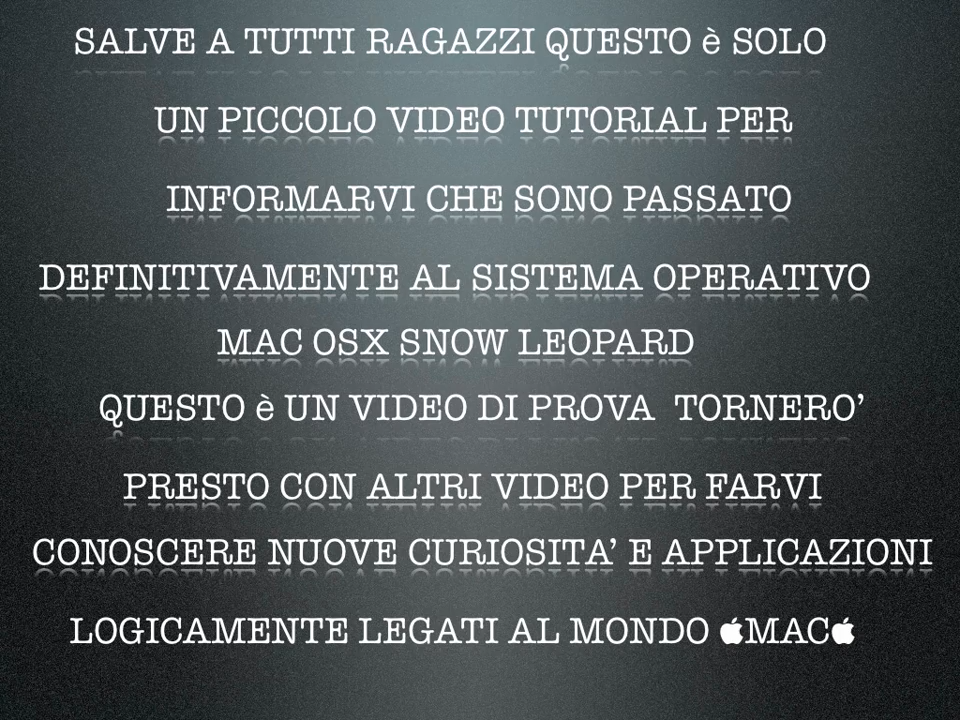 SALVE A TUTTI RAGAZZI QUESTO è SOLO
UN PICCOLO VIDEO TUTORIAL PER
INFORMARVI CHE SONO PASSATO
DEFINITIVAMENTE AL SISTEMA OPERATIVO
MAC OSX SNOW LEOPARD
QUESTO è UN VIDEO DI PROVA TORNERO’
PRESTO CON ALTRI VIDEO PER FARVI
CONOSCERE NUOVE CURIOSITA’ E APPLICAZIONI
LOGICAMENTE LEGATI AL MONDO MAC